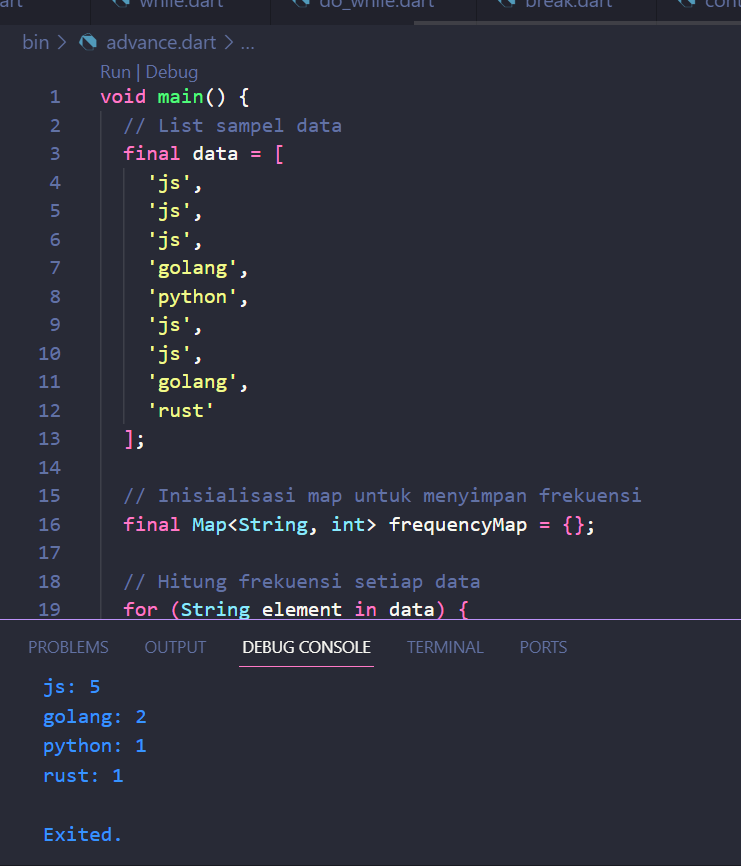 art while.dart do_while.dart break.dart cont
bin > advance.dart > ...
Run | Debug
1 void main() {
2 // List sampel data
3 final data = [
4 'js',
5 'js',
6 'js',
7 'golang',
8 'python',
9 'js',
10 'js',
11 'golang',
12 'rust'
13 ];
14
15 // Inisialisasi map untuk menyimpan frekuensi
16 final Map<String, int> frequencyMap = {};
17
18 // Hitung frekuensi setiap data
19 for (String element in data) {
PROBLEMS OUTPUT DEBUG CONSOLE TERMINAL PORTS
js: 5
golang: 2
python: 1
rust: 1
Exited.